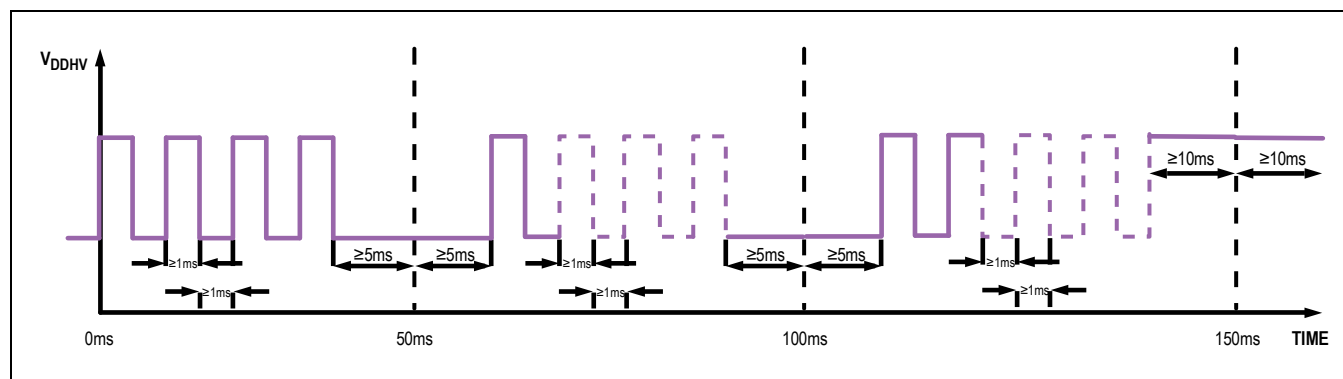 VDDHV
≥10ms ≥10ms
≥5ms ≥5ms ≥5ms ≥5ms
≥1ms ≥1ms ≥1ms
≥1ms ≥1ms ≥1ms
0ms 50ms 100ms 150ms TIME